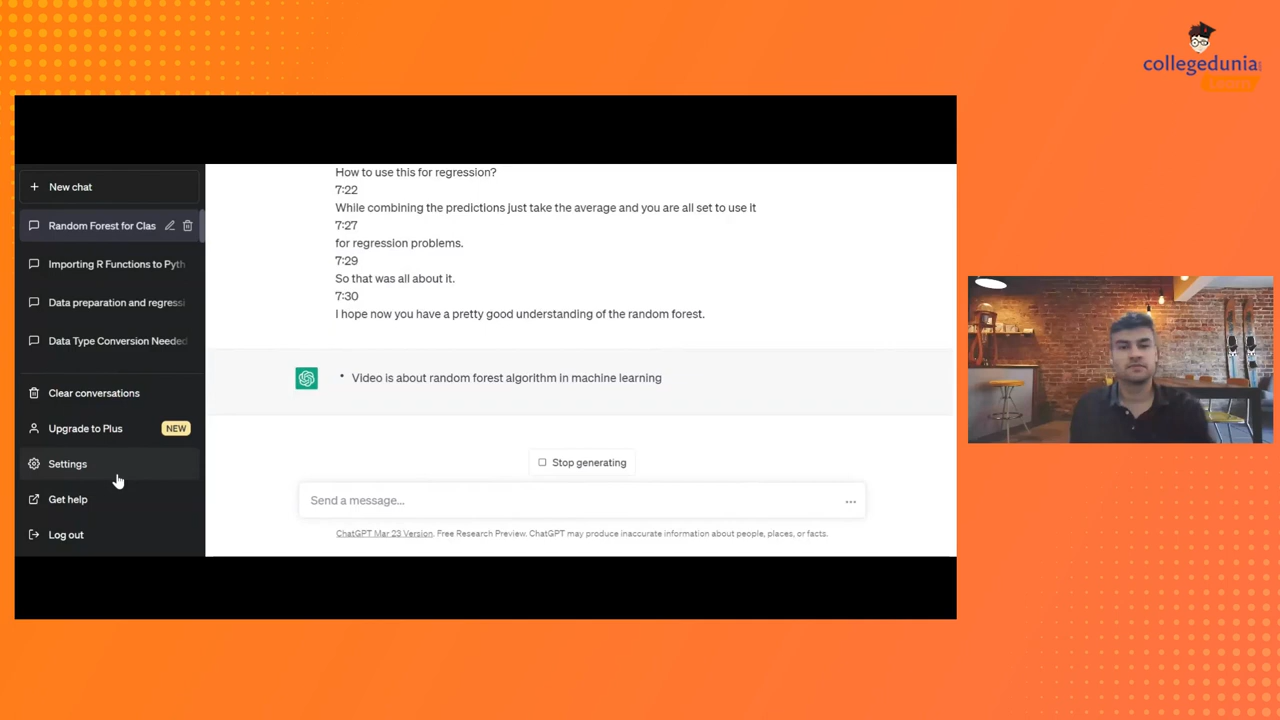 collegedunia
New chat
Random Forest for Clas
Importing R Functions to Pyth
Data preparation and regressi
Data Type Conversion Needed
Clear conversations
Upgrade to Plus NEW
Settings
Get help
Log out
How to use this for regression?
7:22
While combining the predictions just take the average and you are all set to use it
7:27
for regression problems.
7:29
So that was all about it.
7:30
I hope now you have a pretty good understanding of the random forest.
• Video is about random forest algorithm in machine learning
Stop generating
Send a message...
ChatGPT Mar 23 Version. Free Research Preview. ChatGPT may produce inaccurate information about people, places, or facts.